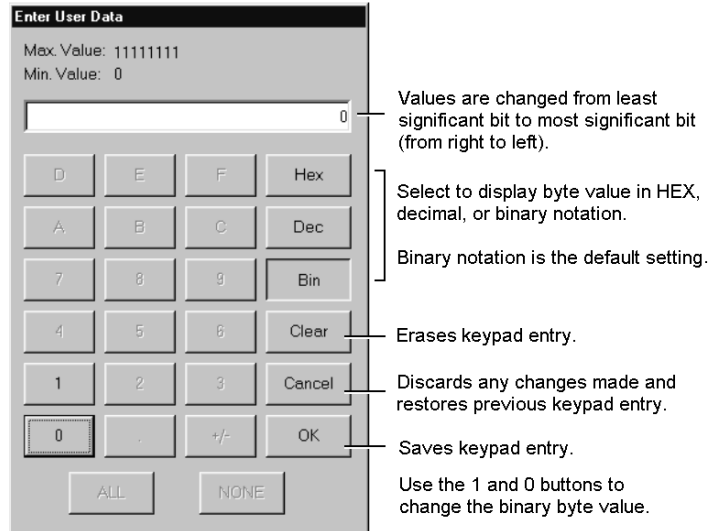 Enter User Data
Max. Value: 11111111
Min. Value: 0
0
Values are changed from least
significant bit to most significant bit
(from right to left).
D E F Hex
Select to display byte value in HEX,
decimal, or binary notation.
A B C Dec
Binary notation is the default setting.
7 8 9 Bin
4 5 6 Clear
Erases keypad entry.
1 2 3 Cancel
Discards any changes made and
restores previous keypad entry.
0 . +/- OK
Saves keypad entry.
ALL NONE
Use the 1 and 0 buttons to
change the binary byte value.